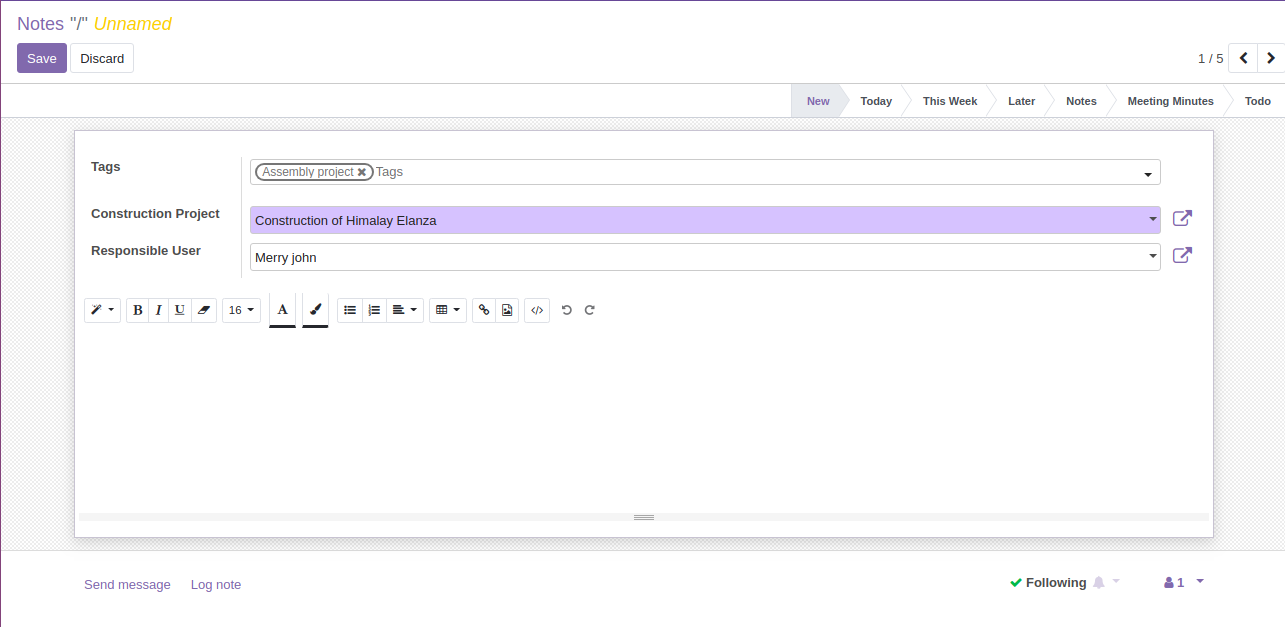 Notes "/" Unnamed
Save Discard 1 / 5
New Today This Week Later Notes Meeting Minutes Todo
Tags Assembly project ✖ Tags
Construction Project Construction of Himalay Elanza
Responsible User Merry john
B I U 16 A </>
Send message Log note Following 1